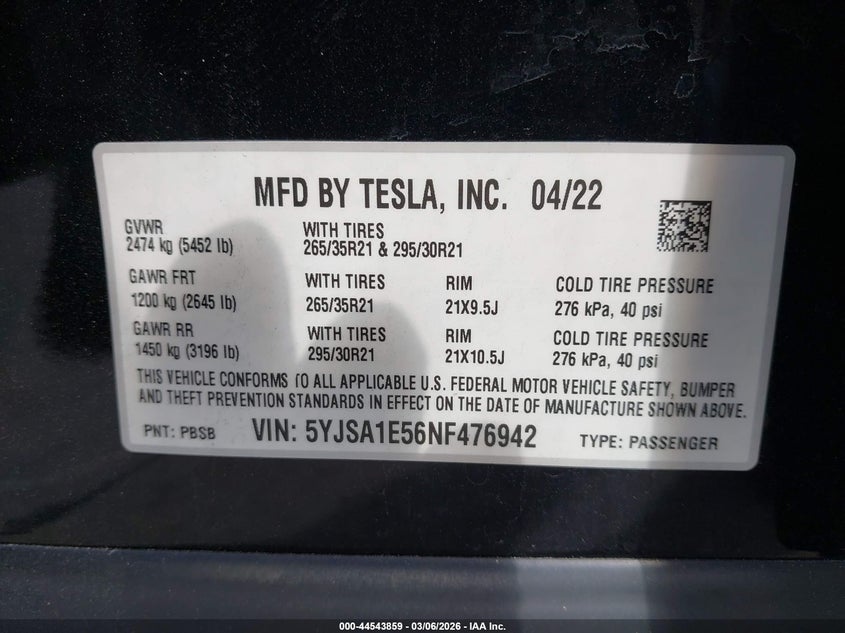 MFD BY TESLA, INC. 04/22
GVWR WITH TIRES
2474 kg (5452 lb) 265/35R21 & 295/30R21
GAWR FRT WITH TIRES RIM COLD TIRE PRESSURE
1200 kg (2645 lb) 265/35R21 21X9.5J 276 kPa, 40 psi
GAWR RR WITH TIRES RIM COLD TIRE PRESSURE
1450 kg (3196 lb) 295/30R21 21X10.5J 276 kPa, 40 psi
THIS VEHICLE CONFORMS TO ALL APPLICABLE U.S. FEDERAL MOTOR VEHICLE SAFETY, BUMPER
AND THEFT PREVENTION STANDARDS IN EFFECT ON THE DATE OF MANUFACTURE SHOWN ABOVE.
PNT: PBSB VIN: 5YJSA1E56NF476942 TYPE: PASSENGER
000-44543859 - 03/06/2026 - IAA Inc.